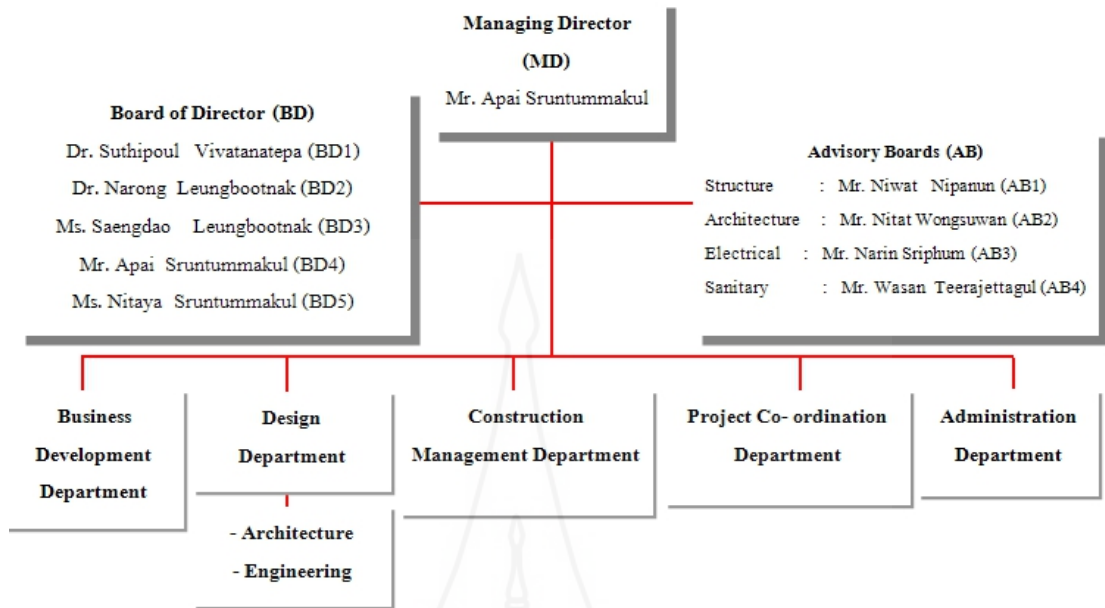 Managing Director
(MD)
Mr. Apai Sruntummakul
Board of Director (BD)
Dr. Suthipoul Vivatanatepa (BD1)
Dr. Narong Leungbootnak (BD2)
Ms. Saengdao Leungbootnak (BD3)
Mr. Apai Sruntummakul (BD4)
Ms. Nitaya Sruntummakul (BD5)
Advisory Boards (AB)
Structure : Mr. Niwat Nipanun (AB1)
Architecture : Mr. Nitat Wongsuwan (AB2)
Electrical : Mr. Narin Sriphum (AB3)
Sanitary : Mr. Wasan Teerajettagul (AB4)
Business
Development
Department
Design
Department
- Architecture
- Engineering
Construction
Management Department
Project Co- ordination
Department
Administration
Department